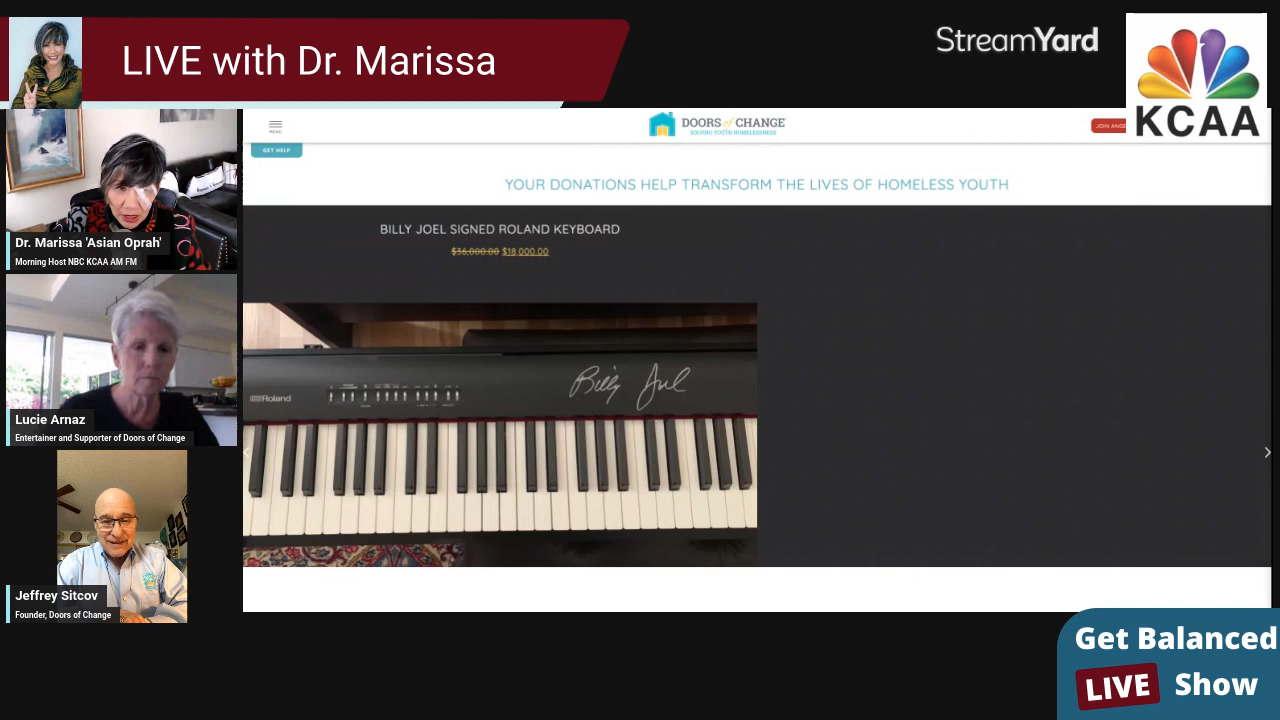 LIVE with Dr. Marissa
StreamYard
KCAA
Dr. Marissa 'Asian Oprah'
Morning Host NBC KCAA AM FM
Lucie Arnaz
Entertainer and Supporter of Doors of Change
Jeffrey Sitcov
Founder, Doors of Change
MENU
DOORS of CHANGE
SOLVING YOUTH HOMELESSNESS
JOIN ANGE
GET HELP
YOUR DONATIONS HELP TRANSFORM THE LIVES OF HOMELESS YOUTH
BILLY JOEL SIGNED ROLAND KEYBOARD
$36,000.00 $18,000.00
Roland
Billy Joel
Get Balanced
LIVE Show